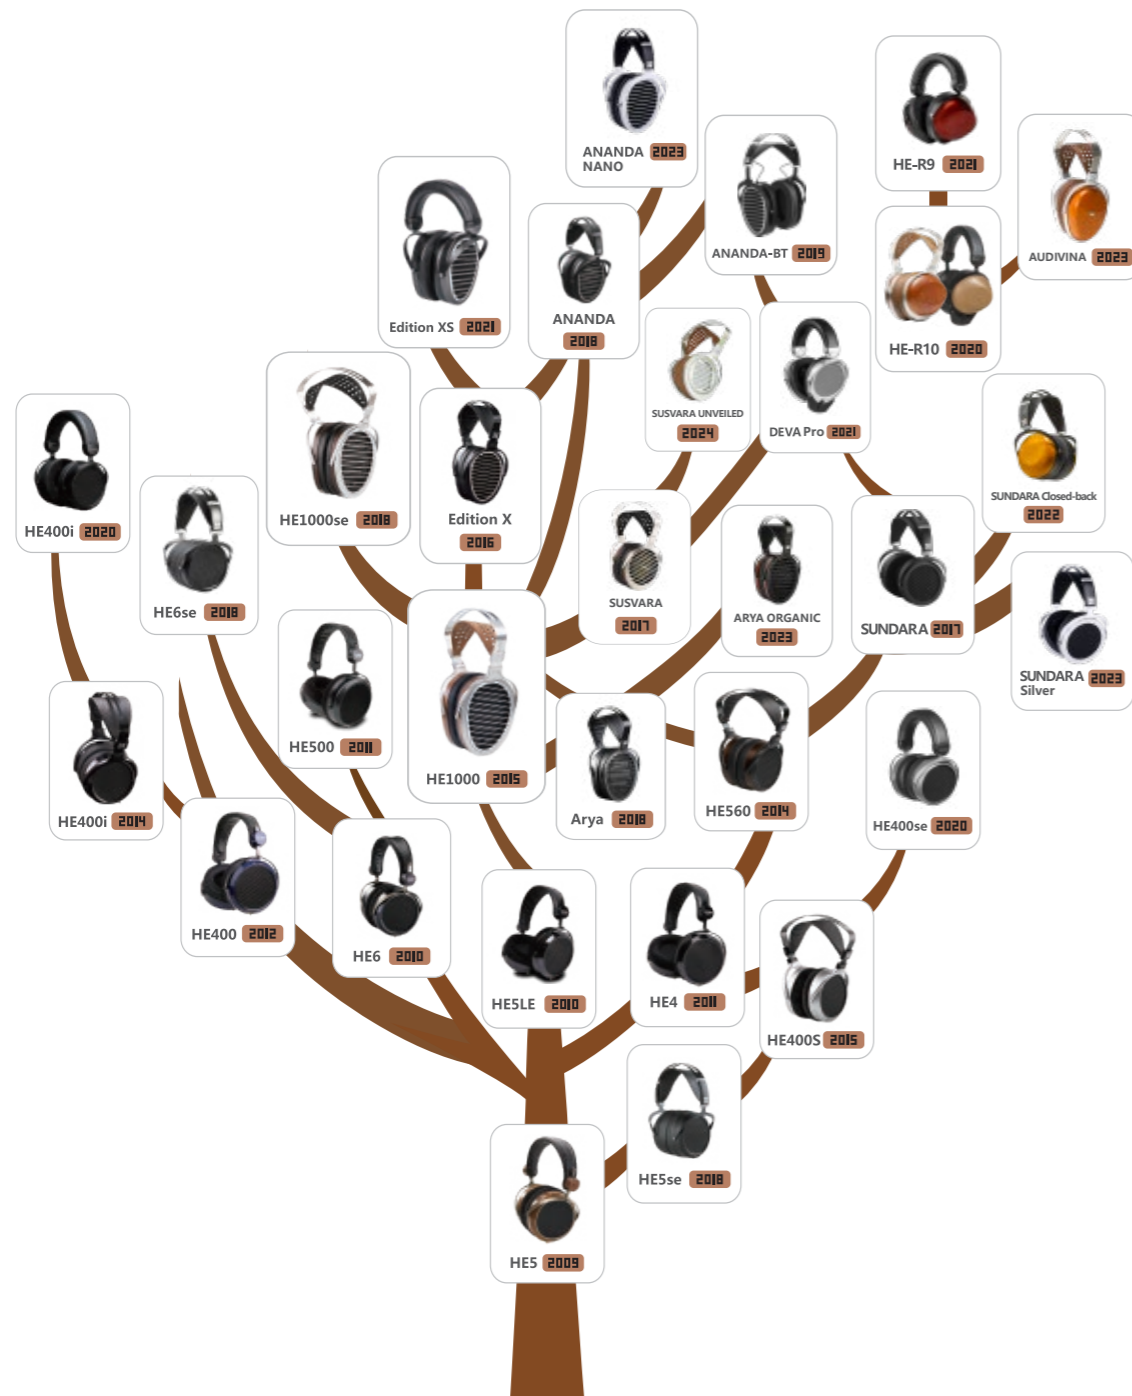 ANANDA 2023
NANO
HE-R9 2021
ANANDA-BT 2019
AUDIVINA 2023
Edition XS 2021
ANANDA
2018
HE-R10 2020
SUSVARA UNVEILED
2024
DEVA Pro 2021
HE1000se 2018
Edition X
2016
HE400i 2020
SUNDARA Closed-back
2022
HE6se 2018
SUSVARA
2017
ARYA ORGANIC
2023
SUNDARA 2017
SUNDARA 2023
Silver
HE500 2011
HE1000 2015
HE400i 2014
Arya 2018
HE560 2014
HE400se 2020
HE400 2012
HE6 2010
HE5LE 2010
HE4 2011
HE400S 2015
HE5se 2018
HE5 2009